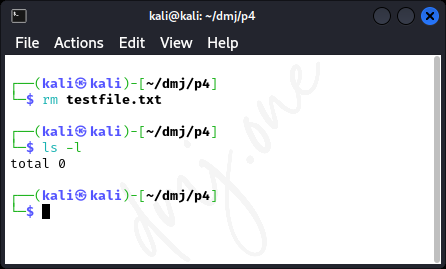 kali@kali: ~/dmj/p4
File Actions Edit View Help
┌──(kali㉿kali)-[~/dmj/p4]
└─$ rm testfile.txt
┌──(kali㉿kali)-[~/dmj/p4]
└─$ ls -l
total 0
┌──(kali㉿kali)-[~/dmj/p4]
└─$
dmj.one